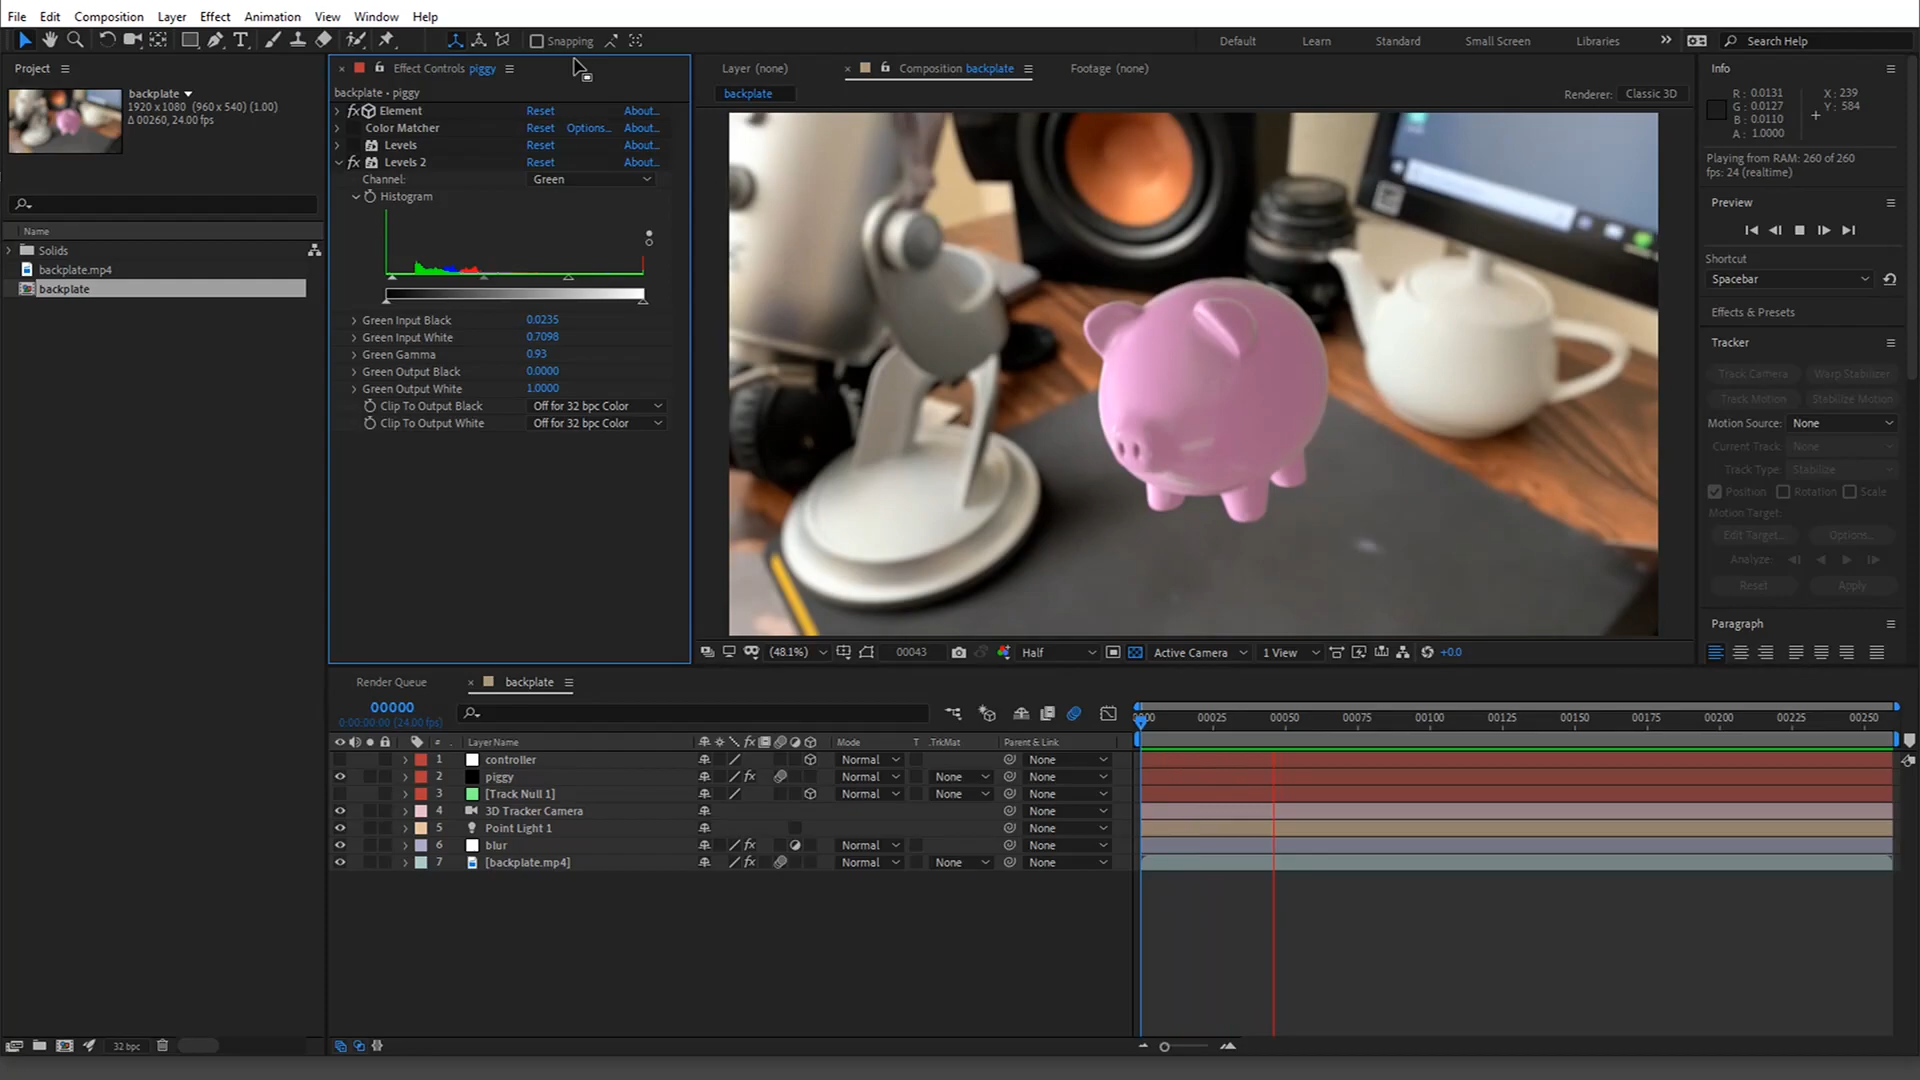 File Edit Composition Layer Effect Animation View Window Help
Snapping
Default Learn Standard Small Screen Libraries Search Help
Project
backplate
1920 x 1080 (960 x 540) (1.00)
Δ 00260, 24.00 fps
Name
Solids
backplate.mp4
backplate
32 bpc
Effect Controls piggy
backplate • piggy
fx Element Reset About...
Color Matcher Reset Options... About...
Levels Reset About...
fx Levels 2 Reset About...
Channel: Green
Histogram
Green Input Black 0.0235
Green Input White 0.7098
Green Gamma 0.93
Green Output Black 0.0000
Green Output White 1.0000
Clip To Output Black Off for 32 bpc Color
Clip To Output White Off for 32 bpc Color
Layer (none) Composition backplate Footage (none)
backplate
Renderer: Classic 3D
(48.1%) 00043 Half Active Camera 1 View +0.0
Info
R: 0.0131 X: 239
G: 0.0127 Y: 584
B: 0.0110
A: 1.0000
Playing from RAM: 260 of 260
fps: 24 (realtime)
Preview
Shortcut
Spacebar
Effects & Presets
Tracker
Track Camera Warp Stabilizer
Track Motion Stabilize Motion
Motion Source: None
Current Track: None
Track Type: Stabilize
Position Rotation Scale
Motion Target:
Edit Target... Options...
Analyze:
Reset Apply
Paragraph
Render Queue backplate
00000
0:00:00:00 (24.00 fps)
0000 00025 00050 00075 00100 00125 00150 00175 00200 00225 00250
# Layer Name fx Mode T .TrkMat Parent & Link
1 controller Normal None
2 piggy fx Normal None None
3 [Track Null 1] Normal None None
4 3D Tracker Camera None
5 Point Light 1 None
6 blur fx Normal None
7 [backplate.mp4] fx Normal None None